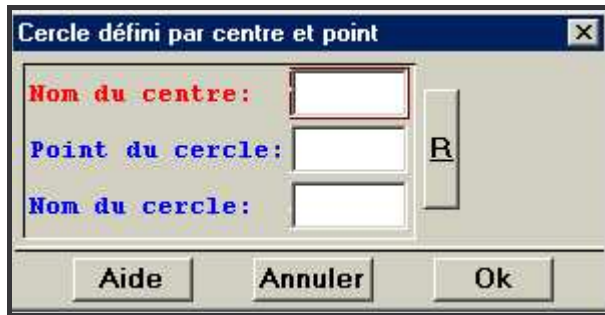 Cercle défini par centre et point
Nom du centre:
Point du cercle:
R
Nom du cercle:
Aide Annuler Ok